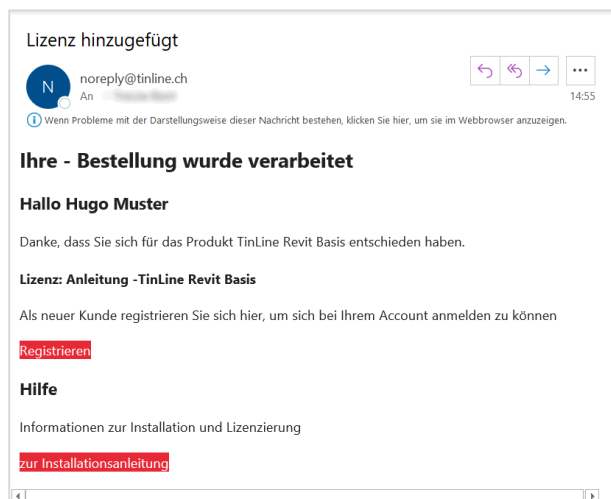 Lizenz hinzugefügt
N
noreply@tinline.ch
An
14:55
Wenn Probleme mit der Darstellungsweise dieser Nachricht bestehen, klicken Sie hier, um sie im Webbrowser anzuzeigen.
Ihre - Bestellung wurde verarbeitet
Hallo Hugo Muster
Danke, dass Sie sich für das Produkt TinLine Revit Basis entschieden haben.
Lizenz: Anleitung -TinLine Revit Basis
Als neuer Kunde registrieren Sie sich hier, um sich bei Ihrem Account anmelden zu können
Registrieren
Hilfe
Informationen zur Installation und Lizenzierung
zur Installationsanleitung